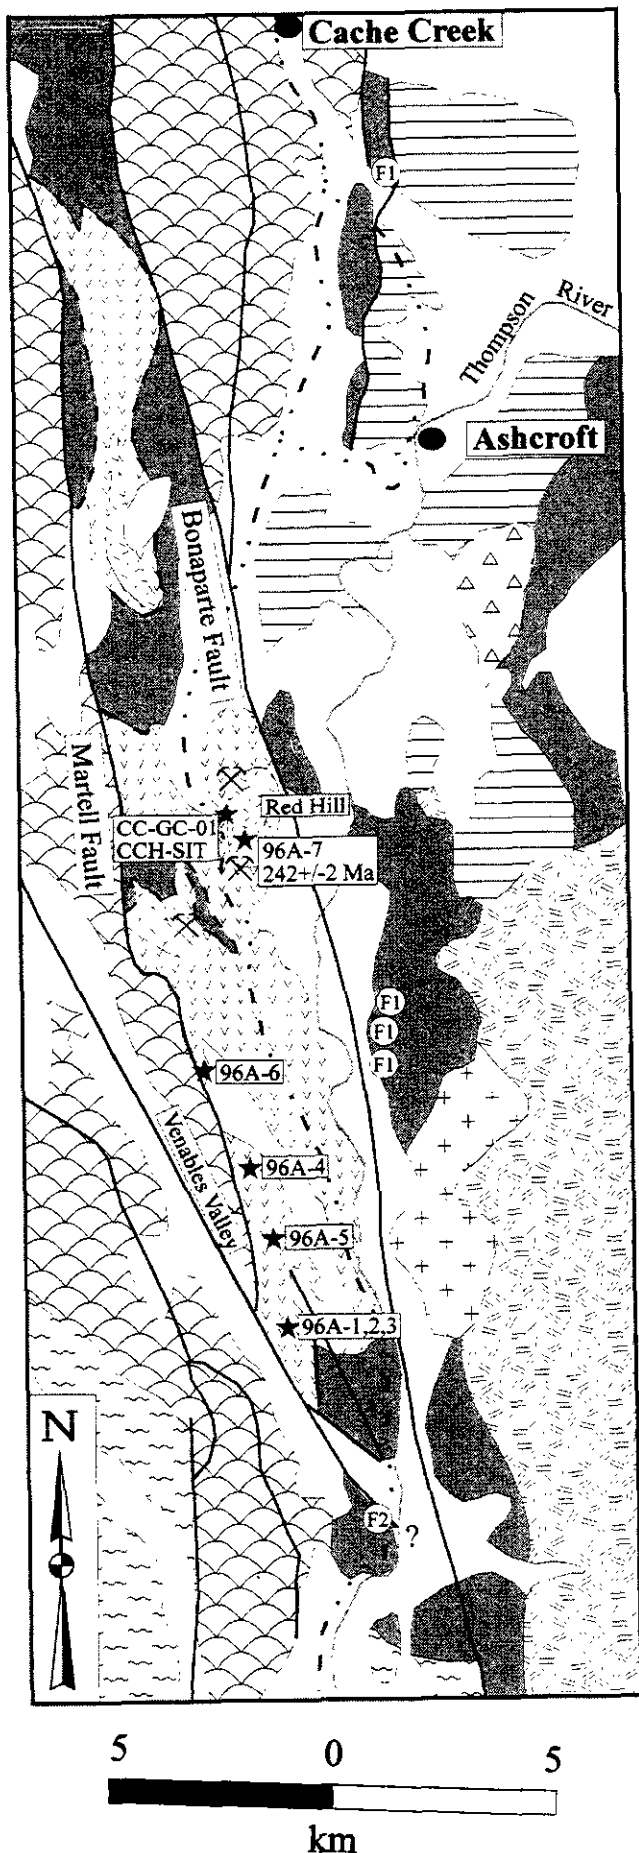 Cache Creek
F1
Thompson
River
Ashcroft
Bonaparte Fault
Martell Fault
Red Hill
CC-GC-01
CCH-SIT
96A-7
242+/-2 Ma
F1
F1
F1
96A-6
Venables Valley
96A-4
96A-5
96A-1,2,3
N
F2
?
5 0 5
km